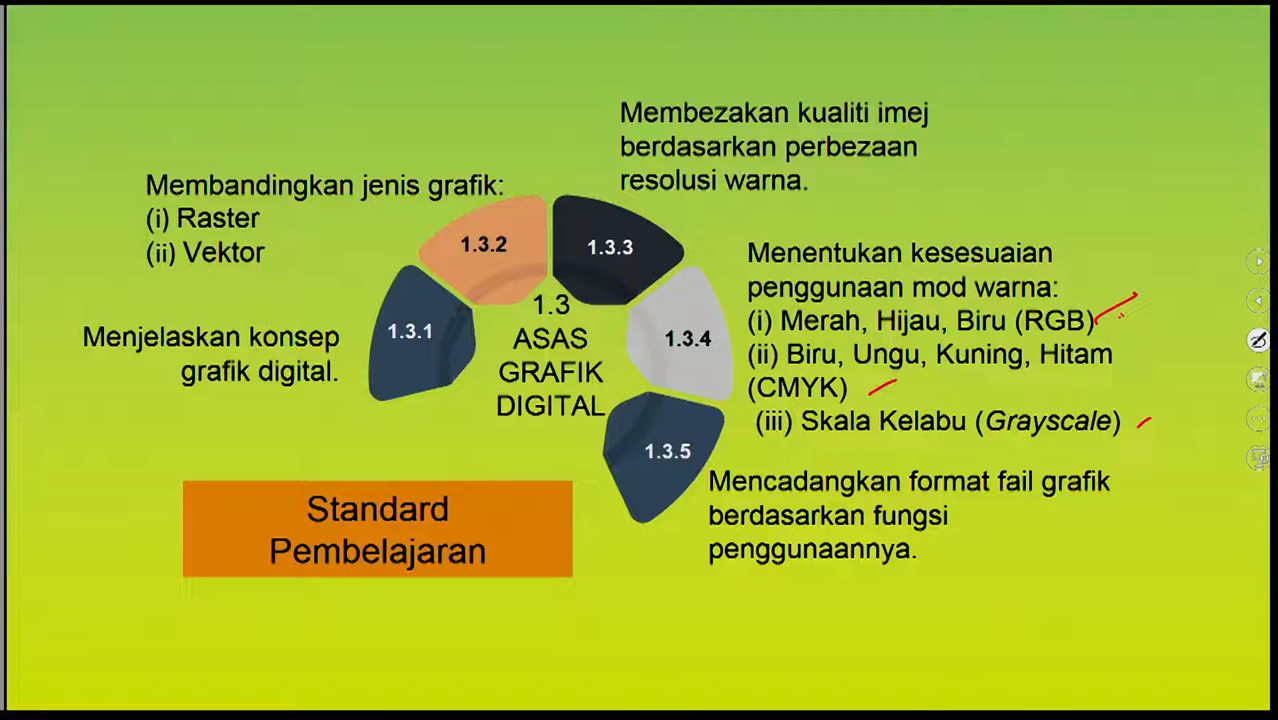 Membezakan kualiti imej
berdasarkan perbezaan
resolusi warna.
Membandingkan jenis grafik:
(i) Raster
(ii) Vektor
1.3.2
1.3.3
Menentukan kesesuaian
penggunaan mod warna:
(i) Merah, Hijau, Biru (RGB)
(ii) Biru, Ungu, Kuning, Hitam
(CMYK)
(iii) Skala Kelabu (Grayscale)
Menjelaskan konsep
grafik digital.
1.3.1
1.3
ASAS
GRAFIK
DIGITAL
1.3.4
1.3.5
Mencadangkan format fail grafik
berdasarkan fungsi
penggunaannya.
Standard
Pembelajaran